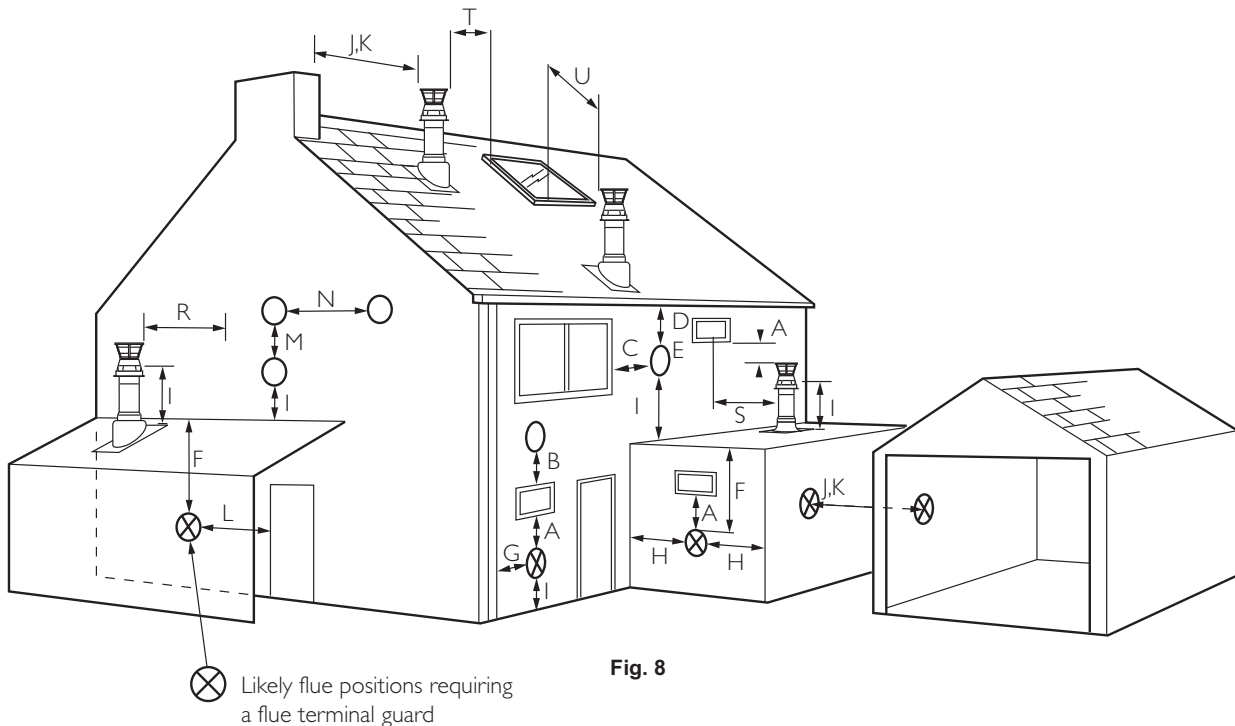 T
J,K
U
R
N
D
A
M
C
E
I
I
I
S
I
F
B
F
J,K
L
A
A
G
H
H
I
Fig. 8
Likely flue positions requiring
a flue terminal guard